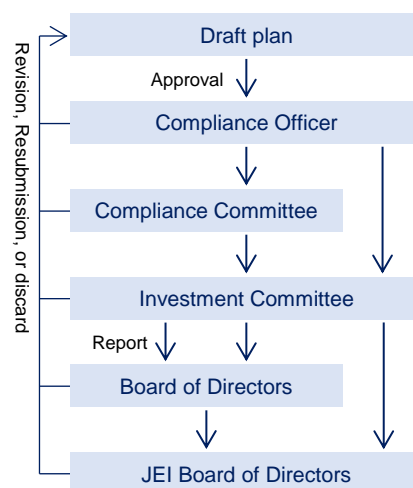 Draft plan
Approval
Compliance Officer
Compliance Committee
Investment Committee
Report
Board of Directors
JEI Board of Directors
Revision, Resubmission, or discard